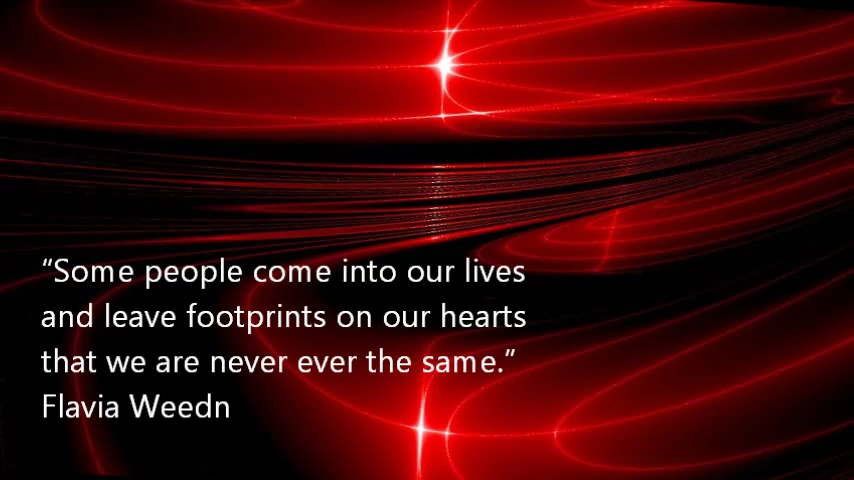 “Some people come into our lives
and leave footprints on our hearts
that we are never ever the same.”
Flavia Weedn